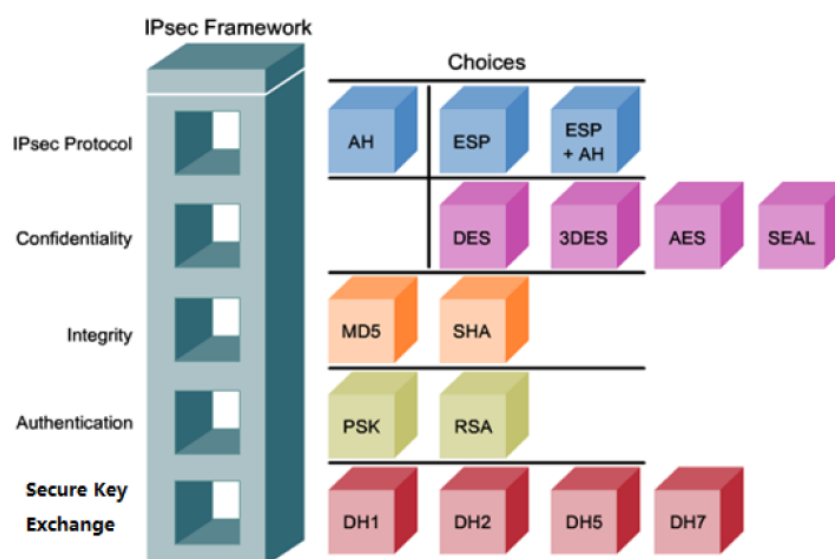 IPsec Framework
Choices
IPsec Protocol
AH
ESP
ESP
+ AH
Confidentiality
DES
3DES
AES
SEAL
Integrity
MD5
SHA
Authentication
PSK
RSA
Secure Key
Exchange
DH1
DH2
DH5
DH7